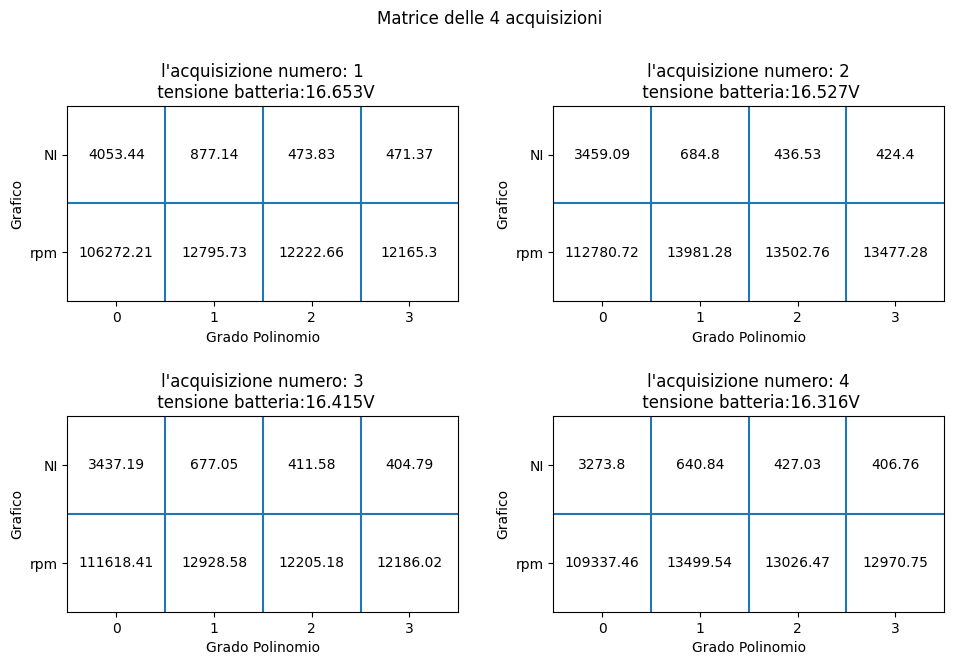 Matrice delle 4 acquisizioni
l'acquisizione numero: 1
tensione batteria:16.653V
Grafico
NI 4053.44 877.14 473.83 471.37
rpm 106272.21 12795.73 12222.66 12165.3
0 1 2 3
Grado Polinomio
l'acquisizione numero: 2
tensione batteria:16.527V
Grafico
NI 3459.09 684.8 436.53 424.4
rpm 112780.72 13981.28 13502.76 13477.28
0 1 2 3
Grado Polinomio
l'acquisizione numero: 3
tensione batteria:16.415V
Grafico
NI 3437.19 677.05 411.58 404.79
rpm 111618.41 12928.58 12205.18 12186.02
0 1 2 3
Grado Polinomio
l'acquisizione numero: 4
tensione batteria:16.316V
Grafico
NI 3273.8 640.84 427.03 406.76
rpm 109337.46 13499.54 13026.47 12970.75
0 1 2 3
Grado Polinomio